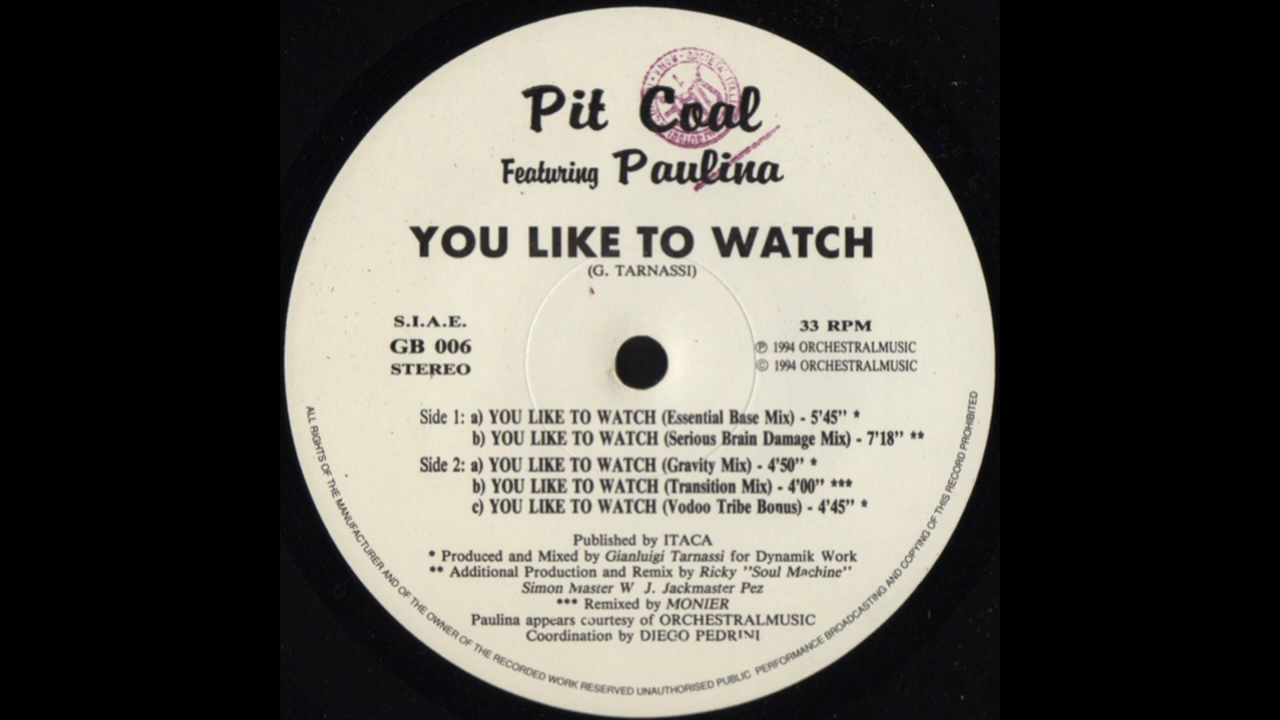 Pit Coal
Featuring Paulina
YOU LIKE TO WATCH
(G. TARNASSI)
S.I.A.E.
GB 006
STEREO
33 RPM
℗ 1994 ORCHESTRALMUSIC
© 1994 ORCHESTRALMUSIC
Side 1: a) YOU LIKE TO WATCH (Essential Base Mix) - 5'45'' *
b) YOU LIKE TO WATCH (Serious Brain Damage Mix) - 7'18'' **
Side 2: a) YOU LIKE TO WATCH (Gravity Mix) - 4'50'' *
b) YOU LIKE TO WATCH (Transition Mix) - 4'00'' ***
c) YOU LIKE TO WATCH (Vodoo Tribe Bonus) - 4'45'' *
Published by ITACA
* Produced and Mixed by Gianluigi Tarnassi for Dynamik Work
** Additional Production and Remix by Ricky ''Soul Machine''
Simon Master W J. Jackmaster Pez
*** Remixed by MONIER
Paulina appears courtesy of ORCHESTRALMUSIC
Coordination by DIEGO PEDRINI
ALL RIGHTS OF THE MANUFACTURER AND OF THE OWNER OF THE RECORDED WORK RESERVED UNAUTHORISED PUBLIC PERFORMANCE BROADCASTING AND COPYING OF THIS RECORD PROHIBITED